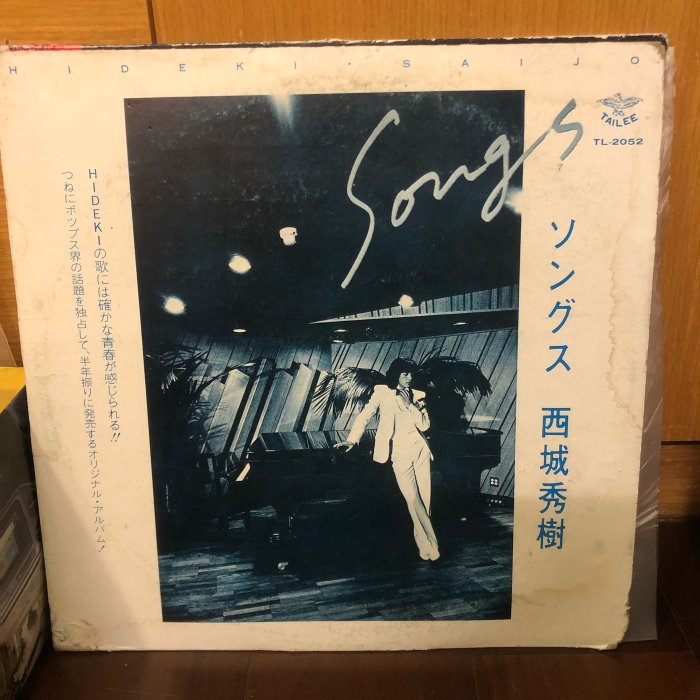 HIDEKI・SAIJO
TAILEE
TL-2052
Songs
ソングス 西城秀樹
HIDEKIの歌には確かな青春が感じられる!!
つねにポップス界の話題を独占して、半年振りに発売するオリジナル・アルバム!